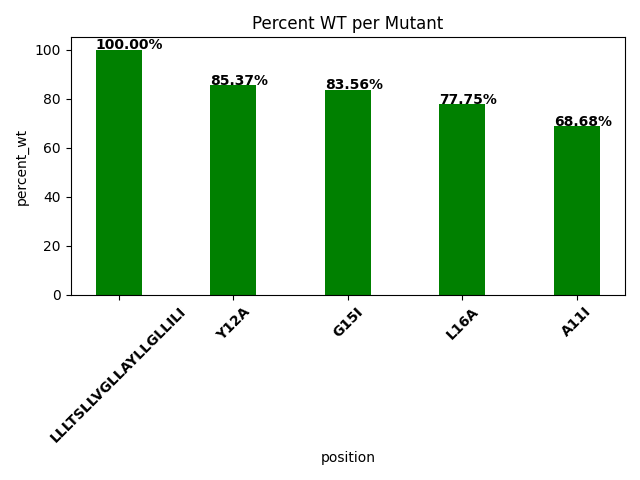 Percent WT per Mutant
percent_wt
100
80
60
40
20
0
100.00%
85.37%
83.56%
77.75%
68.68%
LLLTSLLVGLLAYLLGLLILI
Y12A
G15I
L16A
A11I
position